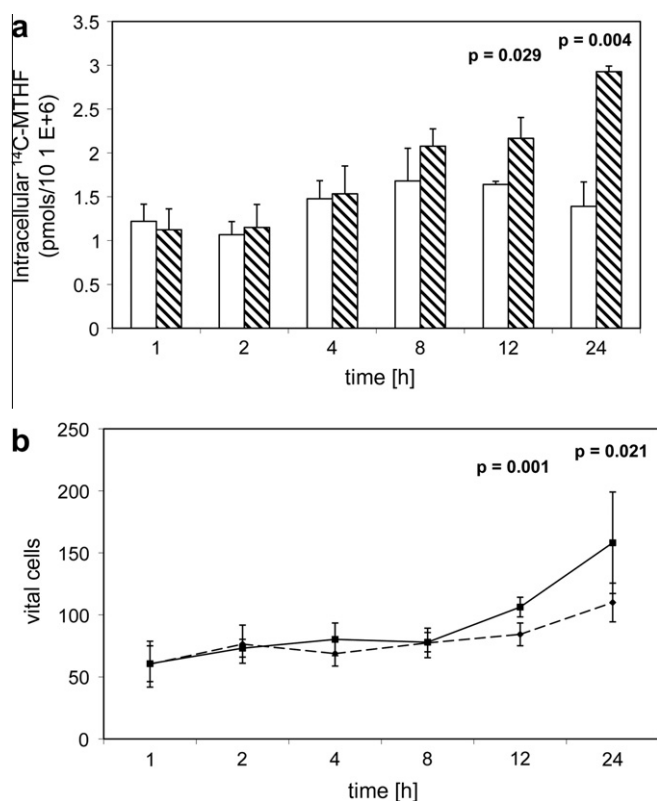 a
Intracellular ¹⁴C-MTHF
(pmols/10 1 E+6)
3.5
3
2.5
2
1.5
1
0.5
0
p = 0.029
p = 0.004
1 2 4 8 12 24
time [h]
b
vital cells
250
200
150
100
50
0
p = 0.001
p = 0.021
1 2 4 8 12 24
time [h]